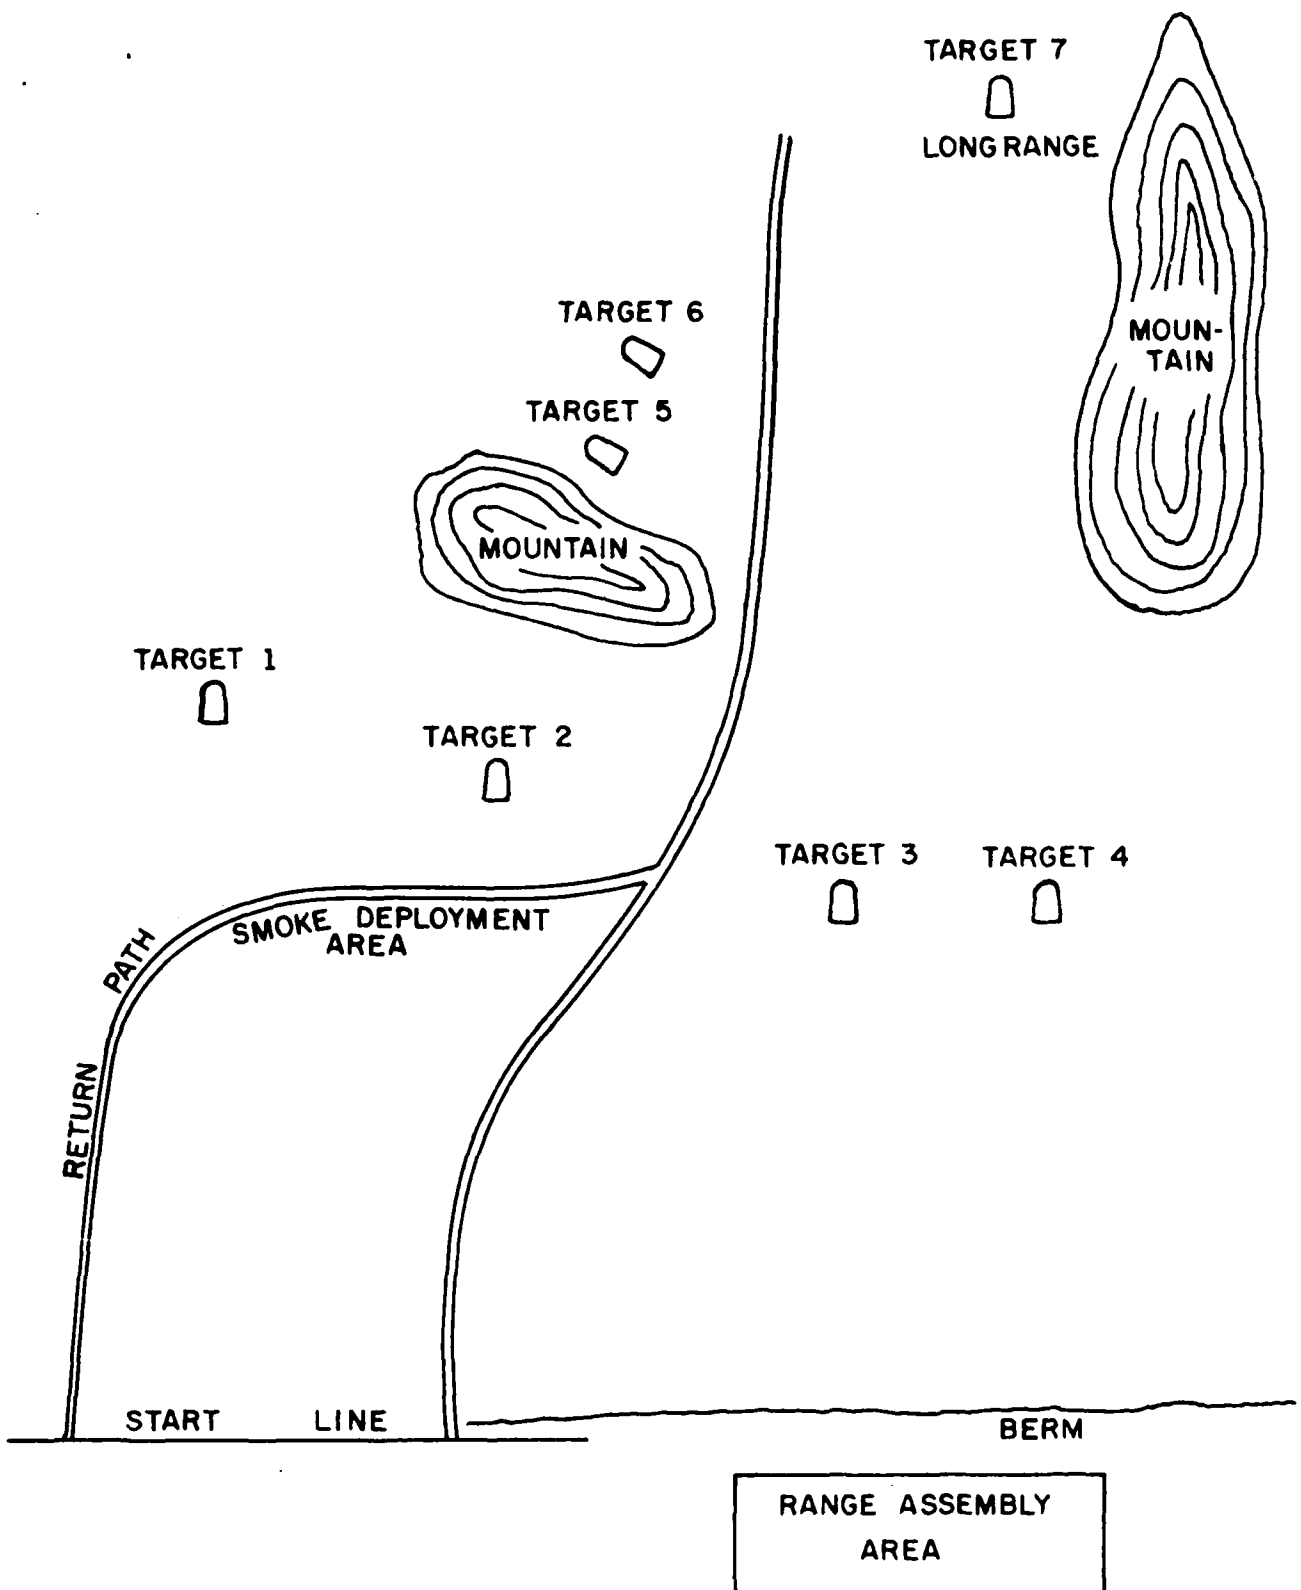 TARGET 7
LONG RANGE
TARGET 6
MOUN-
TAIN
TARGET 5
MOUNTAIN
TARGET 1
TARGET 2
TARGET 3
TARGET 4
SMOKE DEPLOYMENT
AREA
RETURN PATH
START LINE
BERM
RANGE ASSEMBLY
AREA